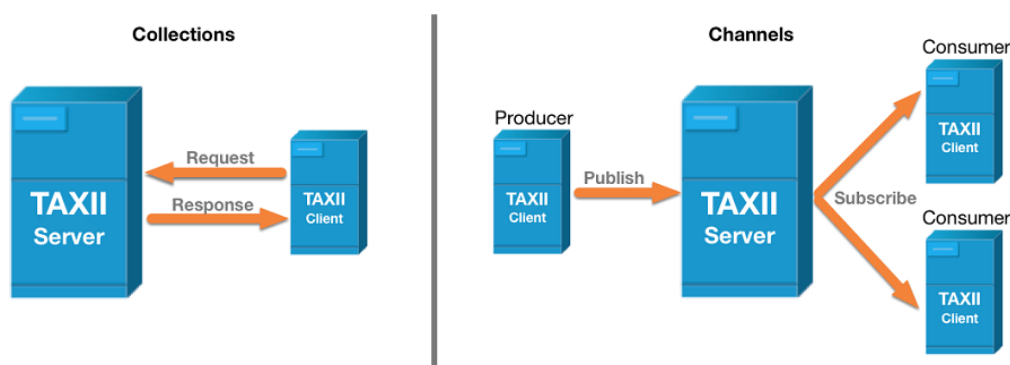 Collections
TAXII
Server
Request
Response
TAXII
Client
Channels
Producer
TAXII
Client
Publish
TAXII
Server
Subscribe
Consumer
TAXII
Client
Consumer
TAXII
Client